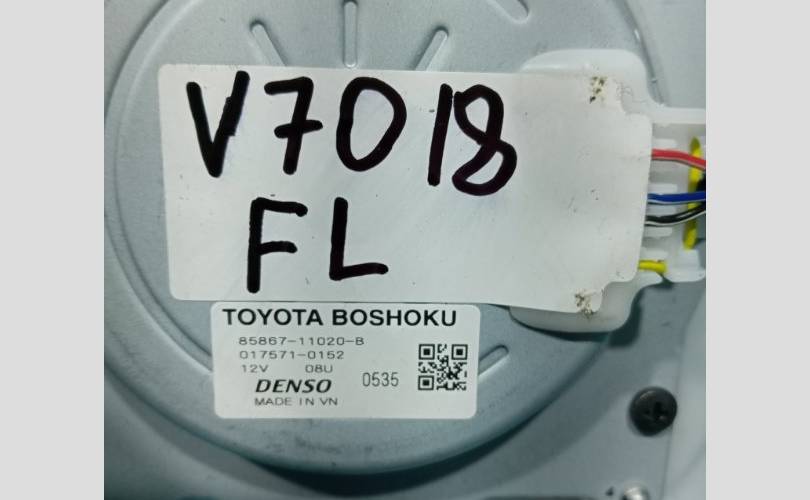 V7018
FL
TOYOTA BOSHOKU
85867-11020-B
017571-0152
12V 08U
DENSO 0535
MADE IN VN